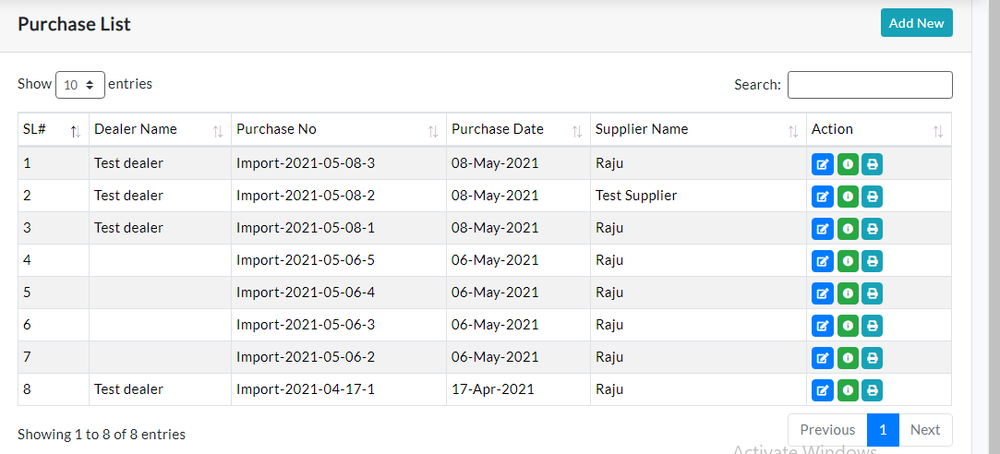 Purchase List
Add New
Show 10 entries
Search:
SL# Dealer Name Purchase No Purchase Date Supplier Name Action
1 Test dealer Import-2021-05-08-3 08-May-2021 Raju
2 Test dealer Import-2021-05-08-2 08-May-2021 Test Supplier
3 Test dealer Import-2021-05-08-1 08-May-2021 Raju
4 Import-2021-05-06-5 06-May-2021 Raju
5 Import-2021-05-06-4 06-May-2021 Raju
6 Import-2021-05-06-3 06-May-2021 Raju
7 Import-2021-05-06-2 06-May-2021 Raju
8 Test dealer Import-2021-04-17-1 17-Apr-2021 Raju
Showing 1 to 8 of 8 entries
Previous 1 Next
Activate Windows